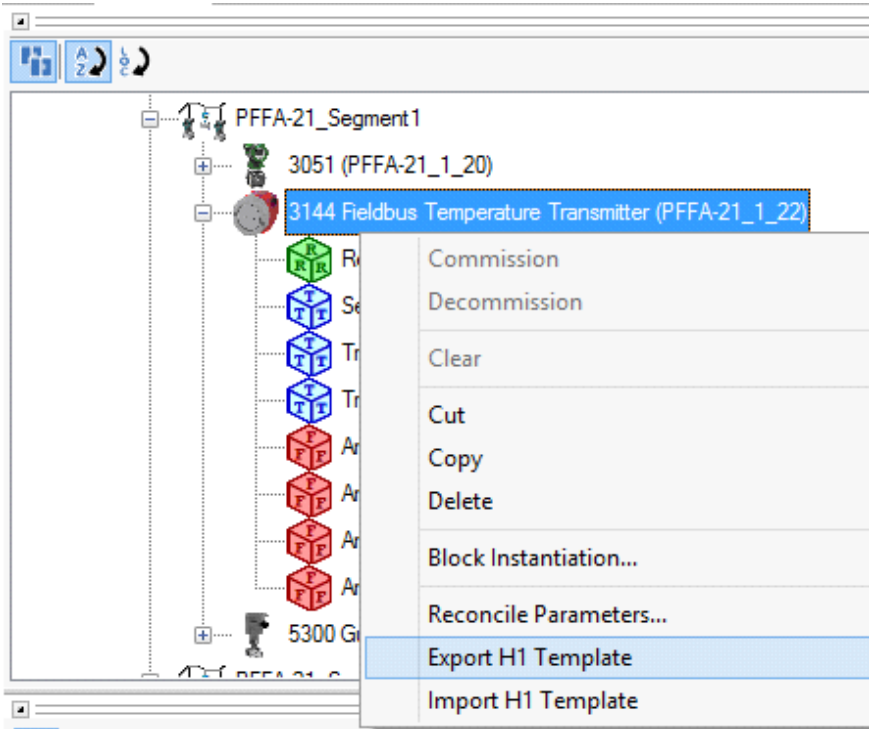 PFFA-21_Segment1
3051 (PFFA-21_1_20)
3144 Fieldbus Temperature Transmitter (PFFA-21_1_22)
Commission
Decommission
Clear
Cut
Copy
Delete
Block Instantiation...
5300
Reconcile Parameters...
Export H1 Template
Import H1 Template